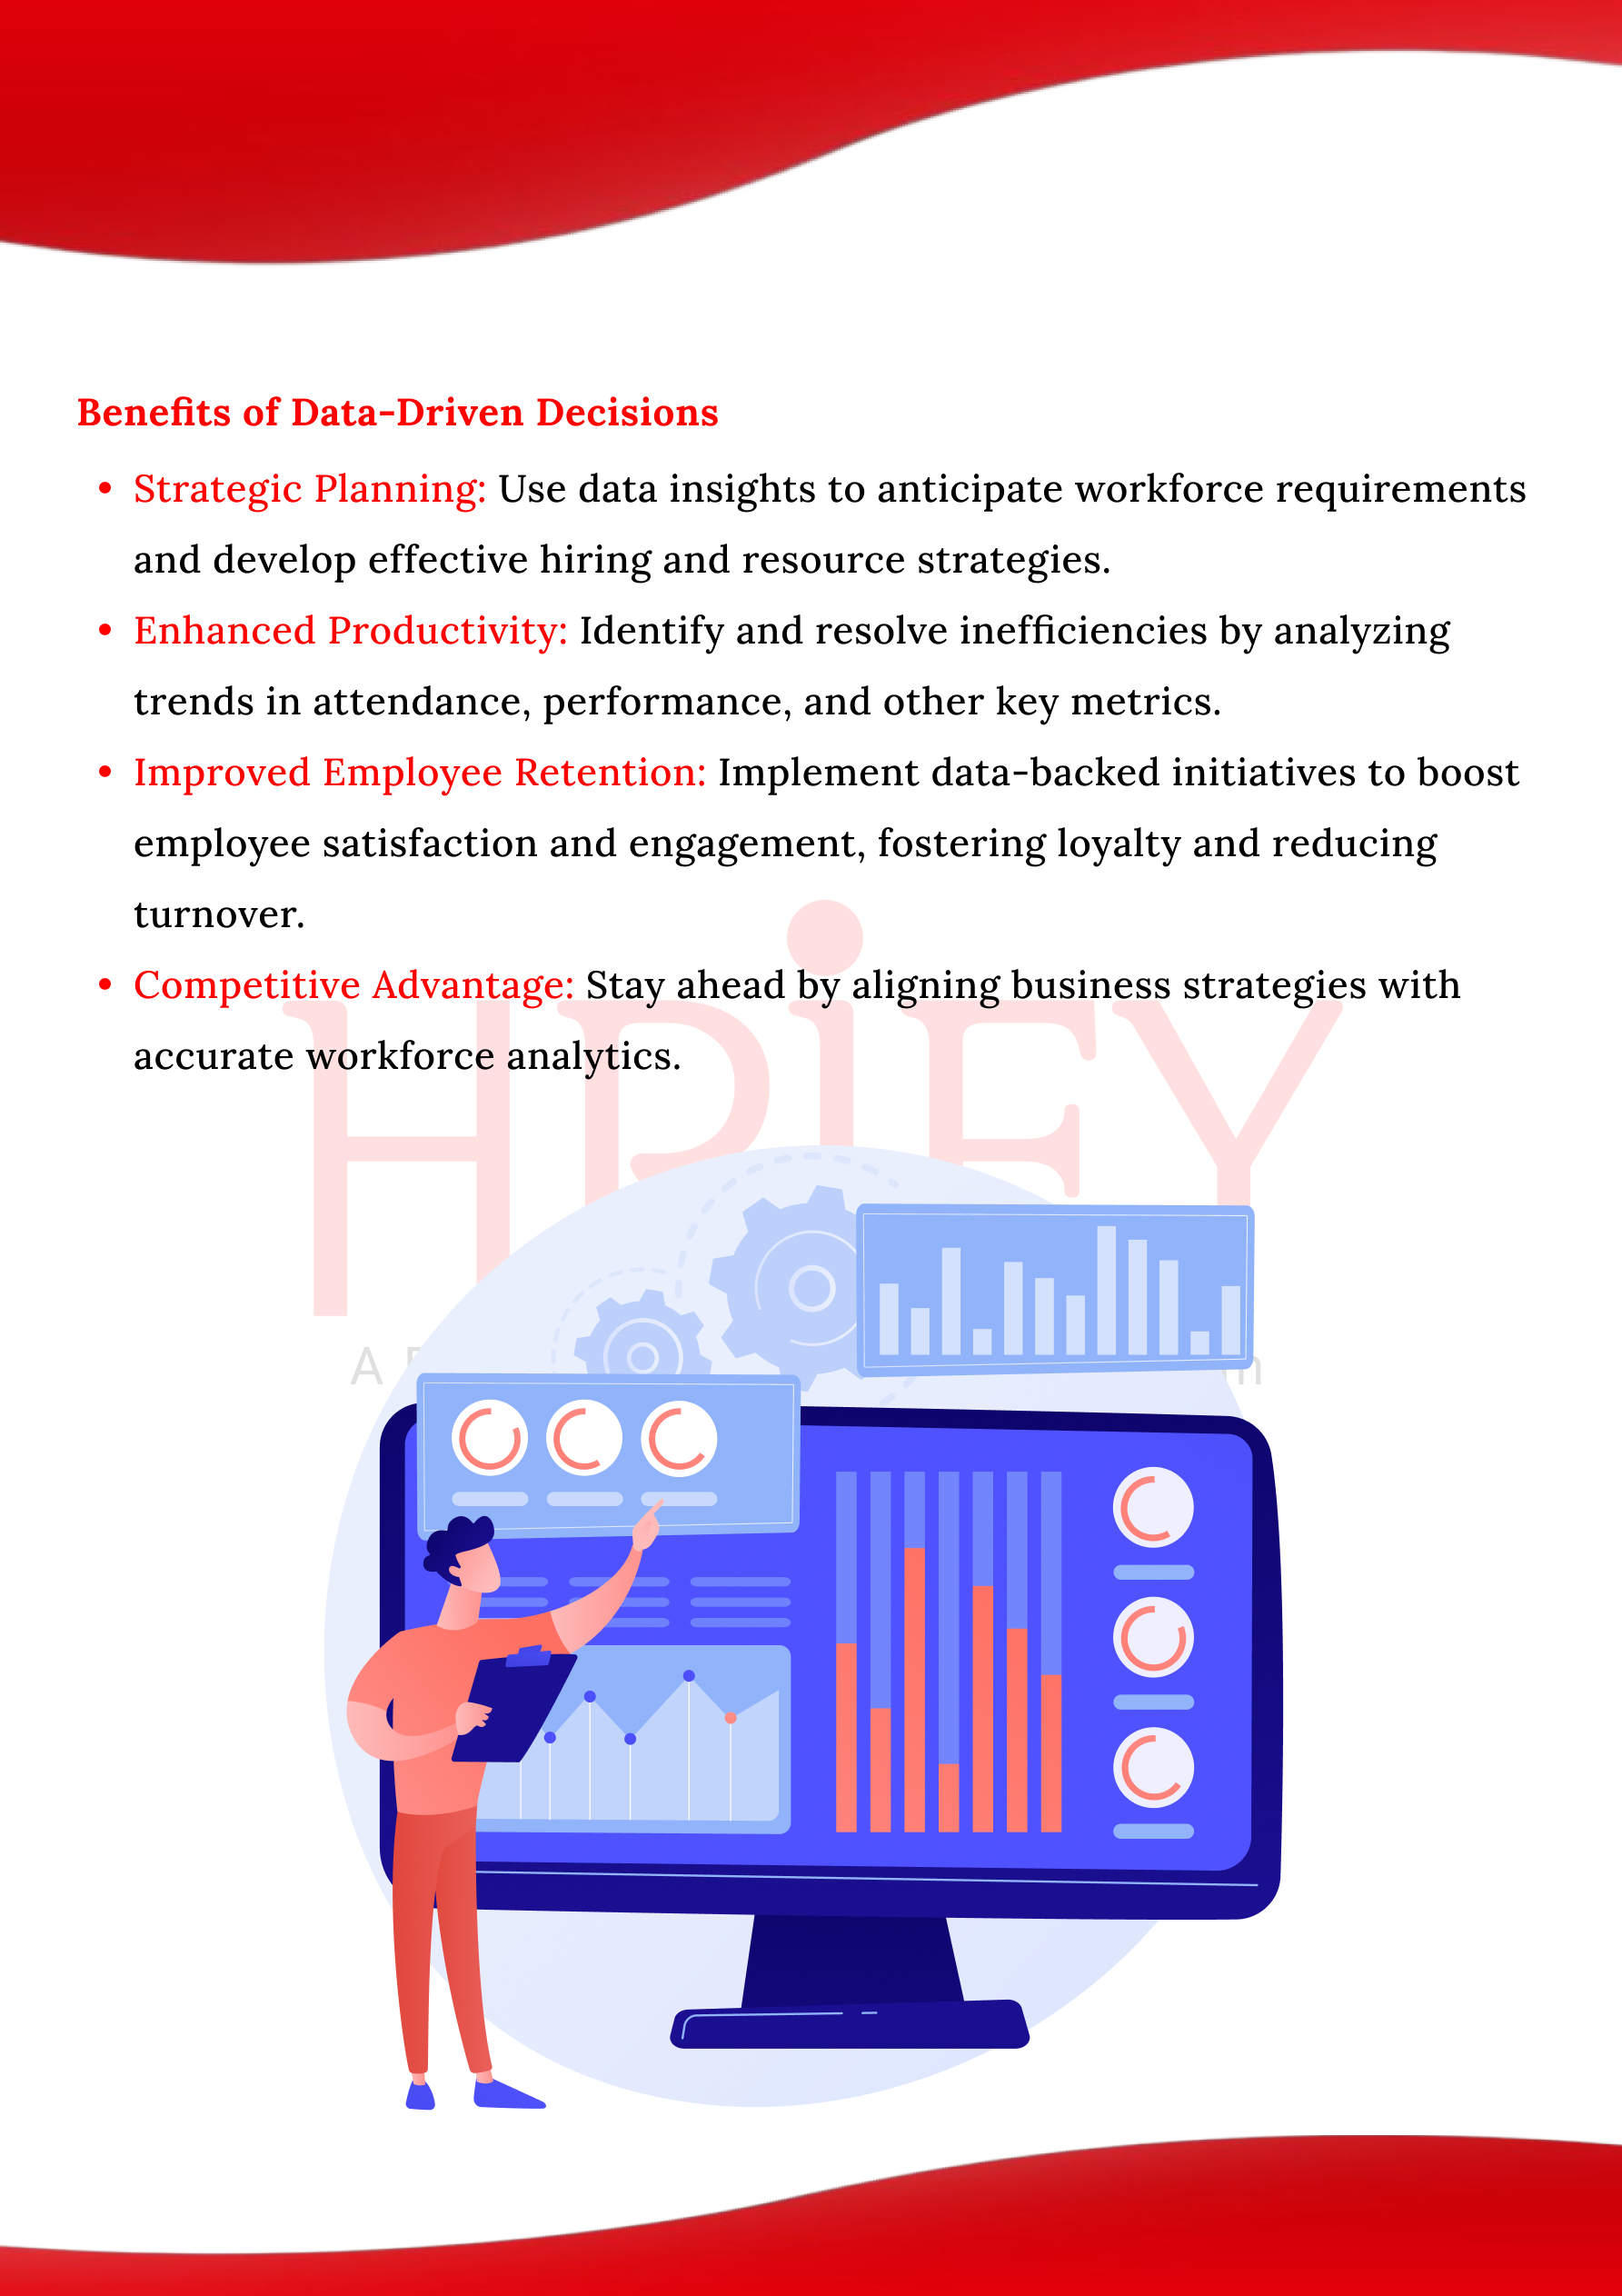 Benefits of Data-Driven Decisions
• Strategic Planning: Use data insights to anticipate workforce requirements
and develop effective hiring and resource strategies.
• Enhanced Productivity: Identify and resolve inefficiencies by analyzing
trends in attendance, performance, and other key metrics.
• Improved Employee Retention: Implement data-backed initiatives to boost
employee satisfaction and engagement, fostering loyalty and reducing
turnover.
• Competitive Advantage: Stay ahead by aligning business strategies with
accurate workforce analytics.
HRiFY
A